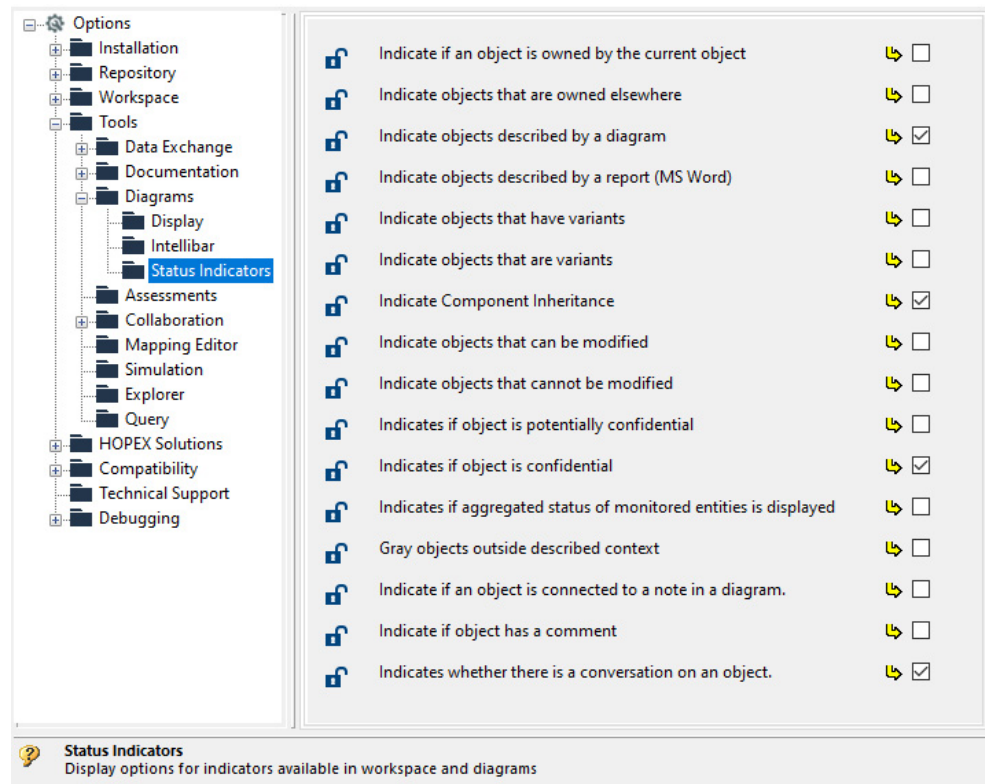 Options
Installation
Repository
Workspace
Tools
Data Exchange
Documentation
Diagrams
Display
Intellibar
Status Indicators
Assessments
Collaboration
Mapping Editor
Simulation
Explorer
Query
HOPEX Solutions
Compatibility
Technical Support
Debugging
Indicate if an object is owned by the current object
Indicate objects that are owned elsewhere
Indicate objects described by a diagram
Indicate objects described by a report (MS Word)
Indicate objects that have variants
Indicate objects that are variants
Indicate Component Inheritance
Indicate objects that can be modified
Indicate objects that cannot be modified
Indicates if object is potentially confidential
Indicates if object is confidential
Indicates if aggregated status of monitored entities is displayed
Gray objects outside described context
Indicate if an object is connected to a note in a diagram.
Indicate if object has a comment
Indicates whether there is a conversation on an object.
Status Indicators
Display options for indicators available in workspace and diagrams